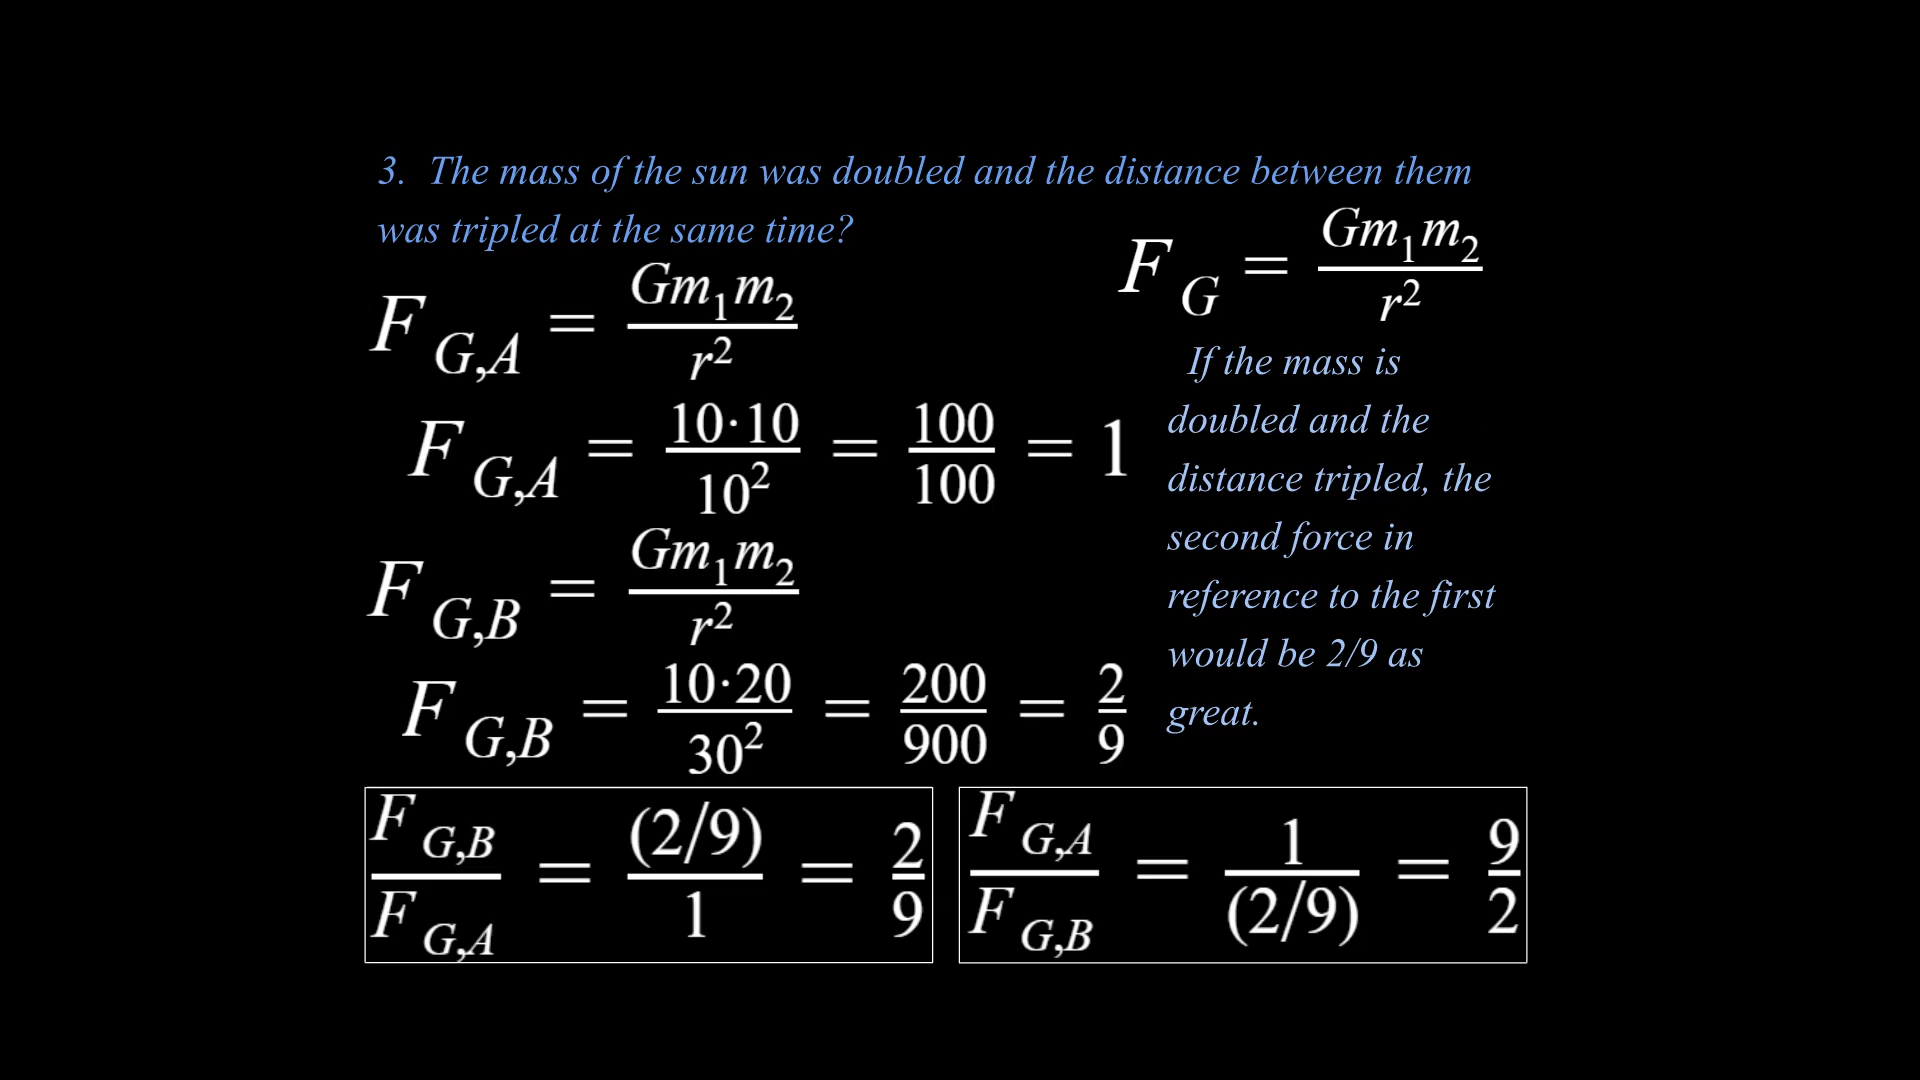 3. The mass of the sun was doubled and the distance between them
was tripled at the same time?
F_G = Gm₁m₂ / r²
F_G,A = Gm₁m₂ / r²
F_G,A = 10·10 / 10² = 100 / 100 = 1
F_G,B = Gm₁m₂ / r²
F_G,B = 10·20 / 30² = 200 / 900 = 2 / 9
If the mass is
doubled and the
distance tripled, the
second force in
reference to the first
would be 2/9 as
great.
F_G,B / F_G,A = (2/9) / 1 = 2 / 9
F_G,A / F_G,B = 1 / (2/9) = 9 / 2